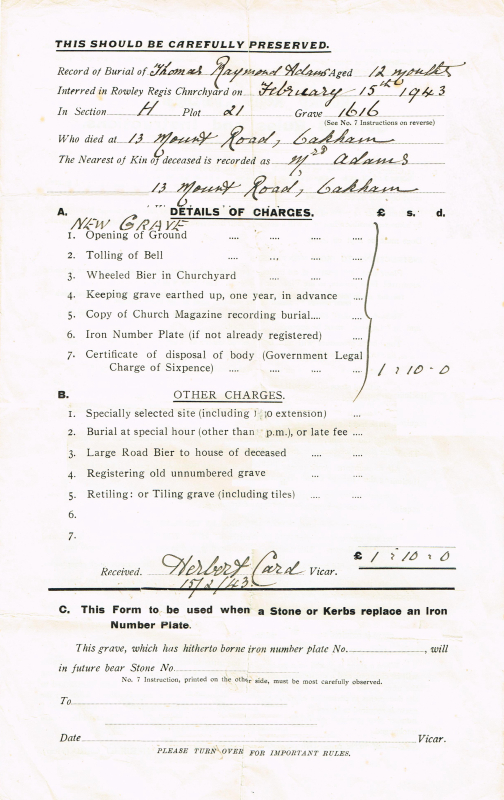 THIS SHOULD BE CAREFULLY PRESERVED.
Record of Burial of Thomas Raymond Adams Aged 12 months
Interred in Rowley Regis Churchyard on February 15th 1943
In Section H Plot 21 Grave 1616
(See No. 7 Instructions on reverse)
Who died at 13 Mount Road, Oakham
The Nearest of Kin of deceased is recorded as Mrs Adams
13 Mount Road, Oakham
A. DETAILS OF CHARGES. £ s. d.
NEW GRAVE
1. Opening of Ground .... .... .... ....
2. Tolling of Bell .... ... .... ....
3. Wheeled Bier in Churchyard .... .... ....
4. Keeping grave earthed up, one year, in advance ....
5. Copy of Church Magazine recording burial.... ....
6. Iron Number Plate (if not already registered) ....
7. Certificate of disposal of body (Government Legal
Charge of Sixpence) .... .... .... .... 1 : 10 - 0
B. OTHER CHARGES.
1. Specially selected site (including extension) ...
2. Burial at special hour (other than p.m.), or late fee ....
3. Large Road Bier to house of deceased .... ....
4. Registering old unnumbered grave ... ....
5. Retiling: or Tiling grave (including tiles) .... ....
6.
7.
£ 1 : 10 : 0
Received. Herbert Card Vicar.
15/2/43.
C. This Form to be used when a Stone or Kerbs replace an Iron
Number Plate.
This grave, which has hitherto borne iron number plate No. , will
in future bear Stone No
No. 7 Instruction, printed on the other side, must be most carefully observed.
To
Date Vicar.
PLEASE TURN OVER FOR IMPORTANT RULES.